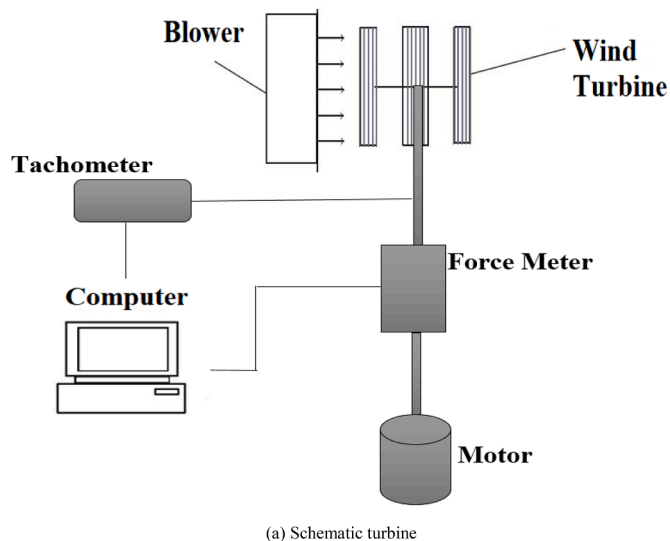 Blower
Wind
Turbine
Tachometer
Force Meter
Computer
Motor
(a) Schematic turbine